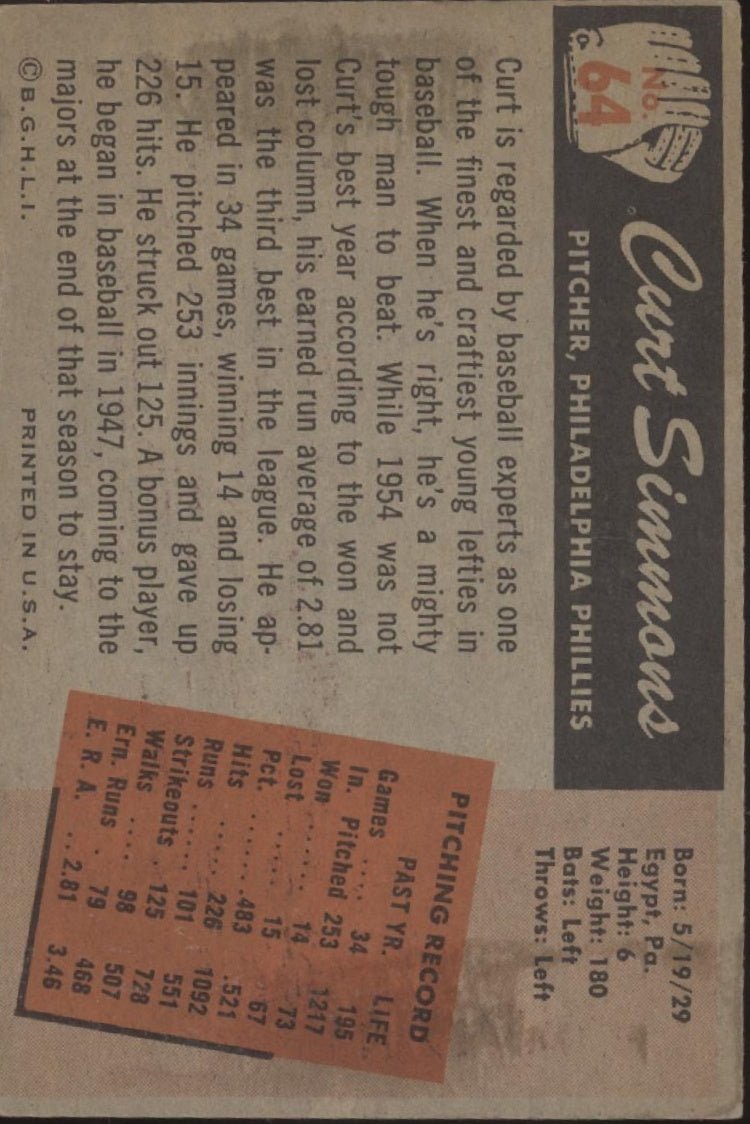 No.
64
Curt Simmons
PITCHER, PHILADELPHIA PHILLIES
Born: 5/19/29
Egypt, Pa.
Height: 6
Weight: 180
Bats: Left
Throws: Left
Curt is regarded by baseball experts as one
of the finest and craftiest young lefties in
baseball. When he's right, he's a mighty
tough man to beat. While 1954 was not
Curt's best year according to the won and
lost column, his earned run average of 2.81
was the third best in the league. He ap-
peared in 34 games, winning 14 and losing
15. He pitched 253 innings and gave up
226 hits. He struck out 125. A bonus player,
he began in baseball in 1947, coming to the
majors at the end of that season to stay.
© B.G.H.L.I. PRINTED IN U.S.A.
PITCHING RECORD
PAST YR. LIFE
Games .... 34 195
In. Pitched 253 1217
Won ...... 14 73
Lost ...... 15 67
Pct. ...... .483 .521
Hits ..... 226 1092
Runs ..... 101 551
Strikeouts . 125 728
Walks .... 98 507
Ern. Runs . 79 468
E. R. A. .. 2.81 3.46